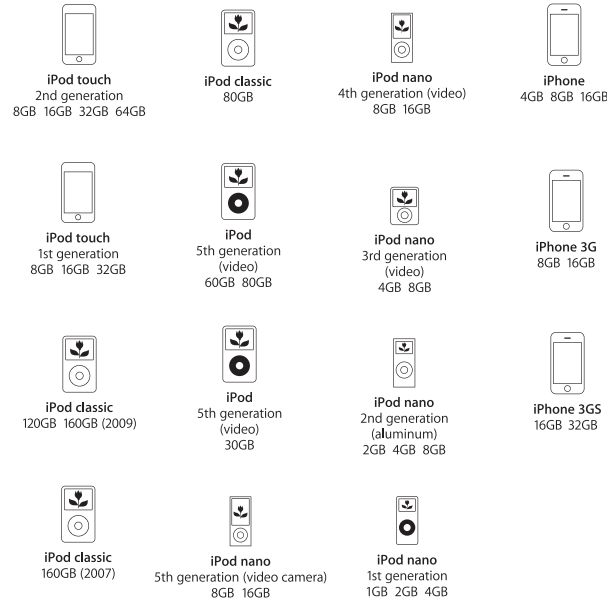 iPod touch
2nd generation
8GB 16GB 32GB 64GB
iPod classic
80GB
iPod nano
4th generation (video)
8GB 16GB
iPhone
4GB 8GB 16GB
iPod touch
1st generation
8GB 16GB 32GB
iPod
5th generation
(video)
60GB 80GB
iPod nano
3rd generation
(video)
4GB 8GB
iPhone 3G
8GB 16GB
iPod classic
120GB 160GB (2009)
iPod
5th generation
(video)
30GB
iPod nano
2nd generation
(aluminum)
2GB 4GB 8GB
iPhone 3GS
16GB 32GB
iPod classic
160GB (2007)
iPod nano
5th generation (video camera)
8GB 16GB
iPod nano
1st generation
1GB 2GB 4GB